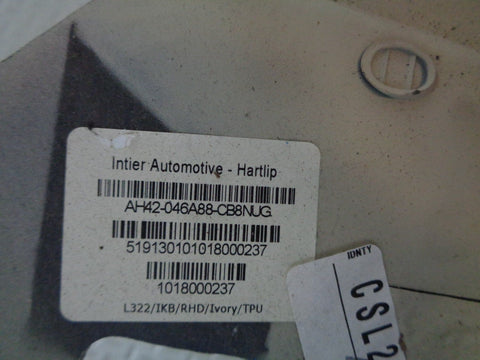 Intier Automotive - Hartlip
AH42-046A88-CB8NUG
519130101018000237
1018000237
L322/IKB/RHD/Ivory/TPU
IDNTY
CSL2